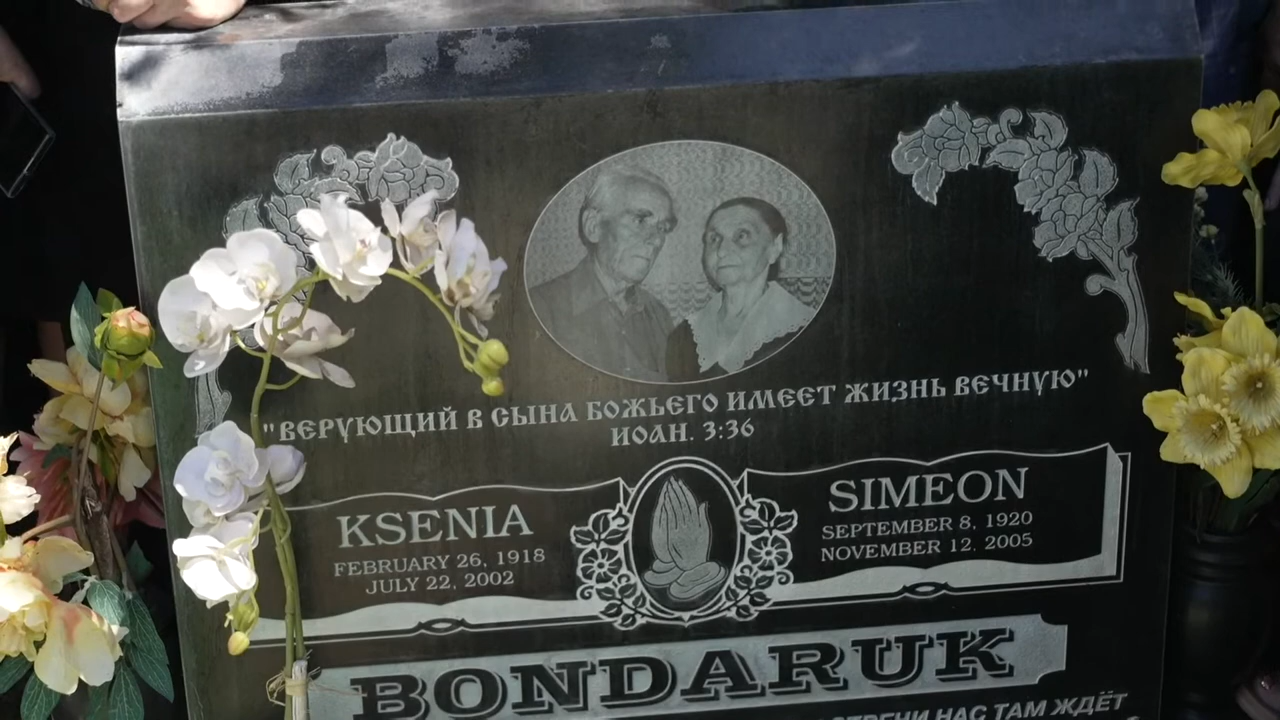 "ВЕРУЮЩИЙ В СЫНА БОЖЬЕГО ИМЕЕТ ЖИЗНЬ ВЕЧНУЮ"
ИОАН. 3:36
KSENIA
FEBRUARY 26, 1918
JULY 22, 2002
SIMEON
SEPTEMBER 8, 1920
NOVEMBER 12, 2005
BONDARUK
НАС ТАМ ЖДЁТ